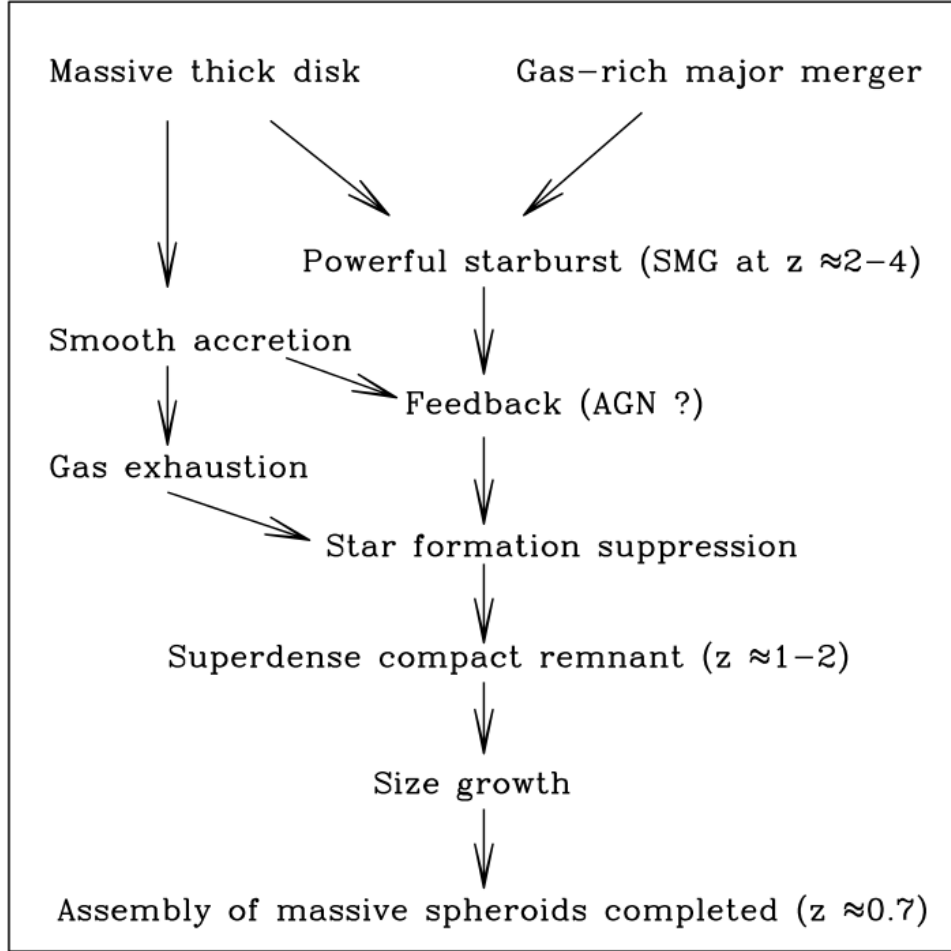 Massive thick disk
Gas-rich major merger
Powerful starburst (SMG at z ≈2-4)
Smooth accretion
Feedback (AGN ?)
Gas exhaustion
Star formation suppression
Superdense compact remnant (z ≈1-2)
Size growth
Assembly of massive spheroids completed (z ≈0.7)